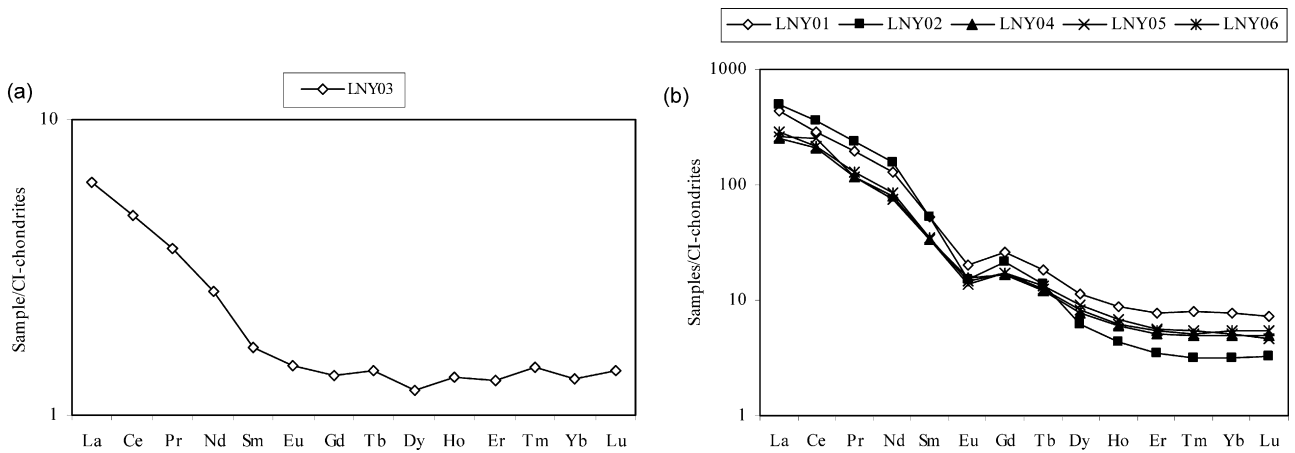 (a)
LNY03
Sample/CI-chondrites
10
1
La Ce Pr Nd Sm Eu Gd Tb Dy Ho Er Tm Yb Lu
(b)
LNY01 LNY02 LNY04 LNY05 LNY06
Samples/CI-chondrites
1000
100
10
1
La Ce Pr Nd Sm Eu Gd Tb Dy Ho Er Tm Yb Lu